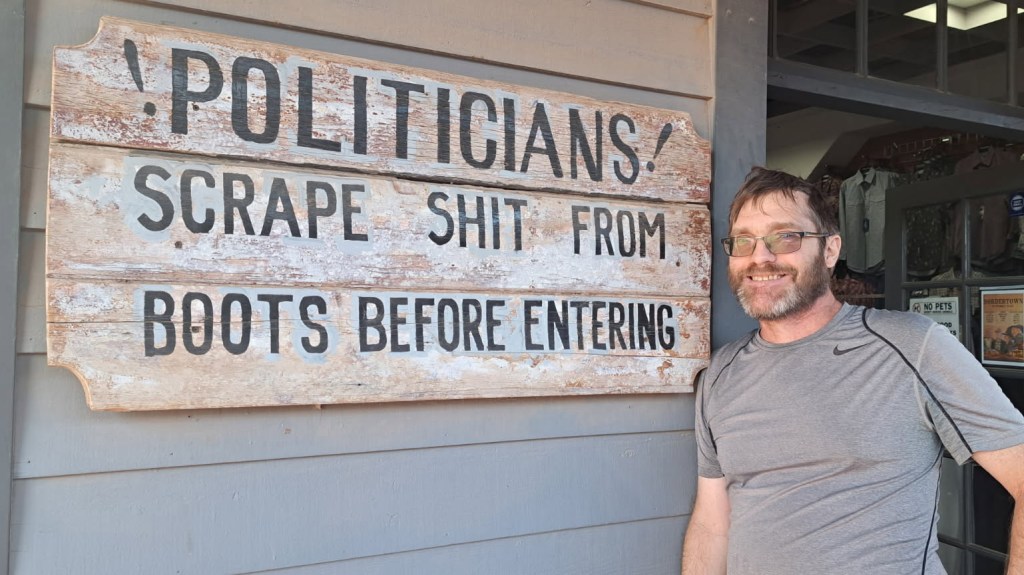 !POLITICIANS!
SCRAPE SHIT FROM
BOOTS BEFORE ENTERING
NO PETS